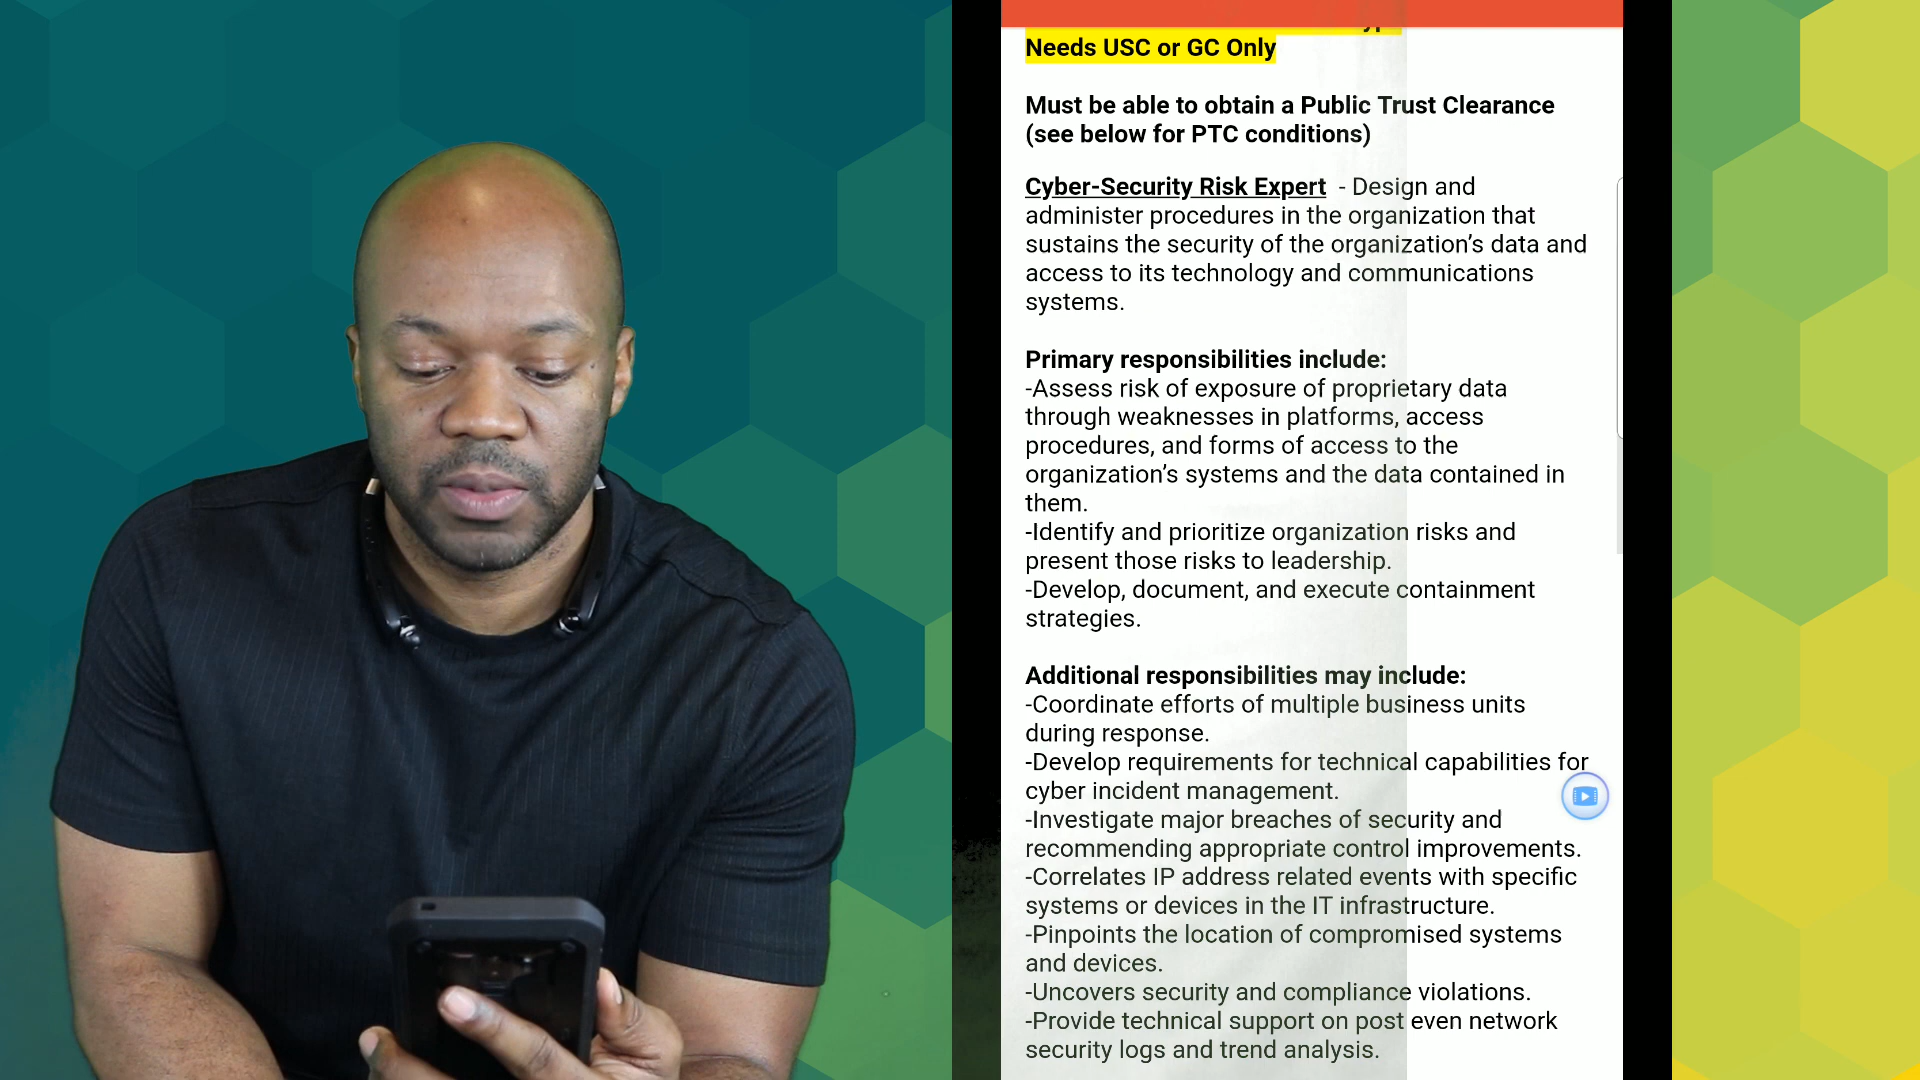 Needs USC or GC Only
Must be able to obtain a Public Trust Clearance
(see below for PTC conditions)
Cyber-Security Risk Expert - Design and
administer procedures in the organization that
sustains the security of the organization’s data and
access to its technology and communications
systems.
Primary responsibilities include:
-Assess risk of exposure of proprietary data
through weaknesses in platforms, access
procedures, and forms of access to the
organization’s systems and the data contained in
them.
-Identify and prioritize organization risks and
present those risks to leadership.
-Develop, document, and execute containment
strategies.
Additional responsibilities may include:
-Coordinate efforts of multiple business units
during response.
-Develop requirements for technical capabilities for
cyber incident management.
-Investigate major breaches of security and
recommending appropriate control improvements.
-Correlates IP address related events with specific
systems or devices in the IT infrastructure.
-Pinpoints the location of compromised systems
and devices.
-Uncovers security and compliance violations.
-Provide technical support on post even network
security logs and trend analysis.